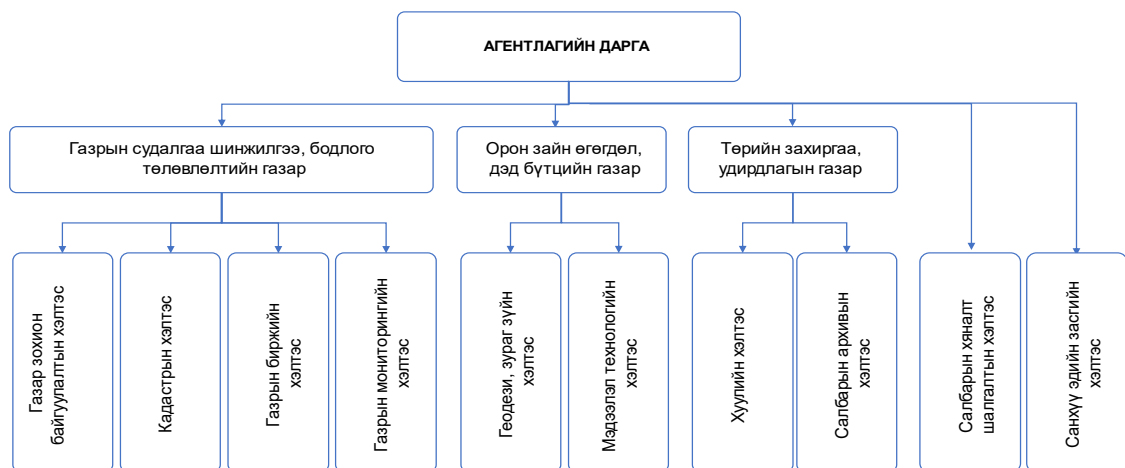 АГЕНТЛАГИЙН ДАРГА
Газрын судалгаа шинжилгээ, бодлого
төлөвлөлтийн газар
Орон зайн өгөгдөл,
дэд бүтцийн газар
Төрийн захиргаа,
удирдлагын газар
Газар зохион
байгуулалтын хэлтэс
Кадастрын хэлтэс
Газрын биржийн
хэлтэс
Газрын мониторингийн
хэлтэс
Геодези, зураг зүйн
хэлтэс
Мэдээлэл технологийн
хэлтэс
Хуулийн хэлтэс
Салбарын архивын
хэлтэс
Салбарын хяналт
шалгалтын хэлтэс
Санхүү эдийн засгийн
хэлтэс